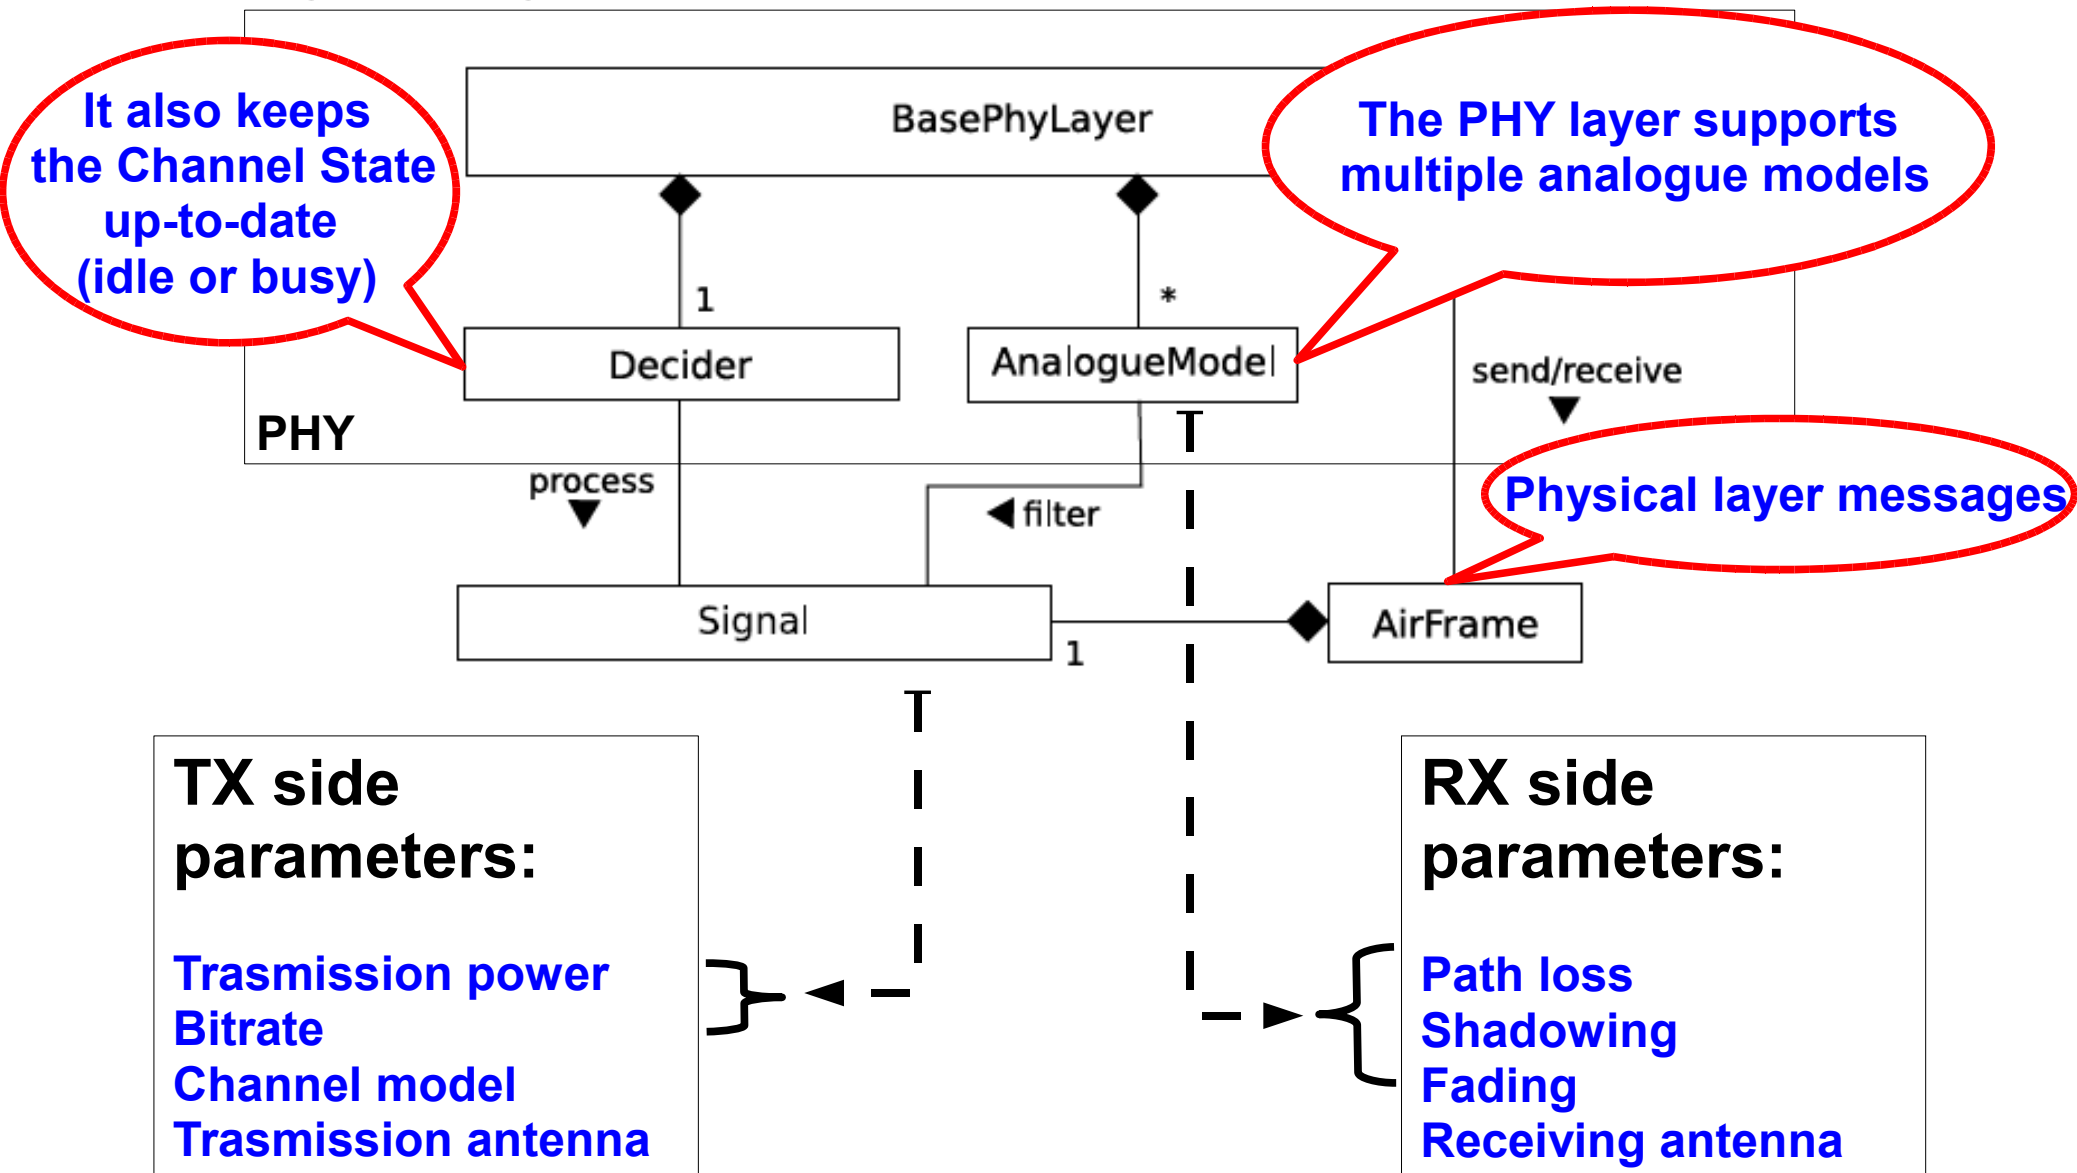 It also keeps
the Channel State
up-to-date
(idle or busy)
BasePhyLayer
The PHY layer supports
multiple analogue models
1
*
Decider
AnalogueModel
send/receive
PHY
process
filter
Physical layer messages
Signal
1
AirFrame
TX side
parameters:
Trasmission power
Bitrate
Channel model
Trasmission antenna
RX side
parameters:
Path loss
Shadowing
Fading
Receiving antenna